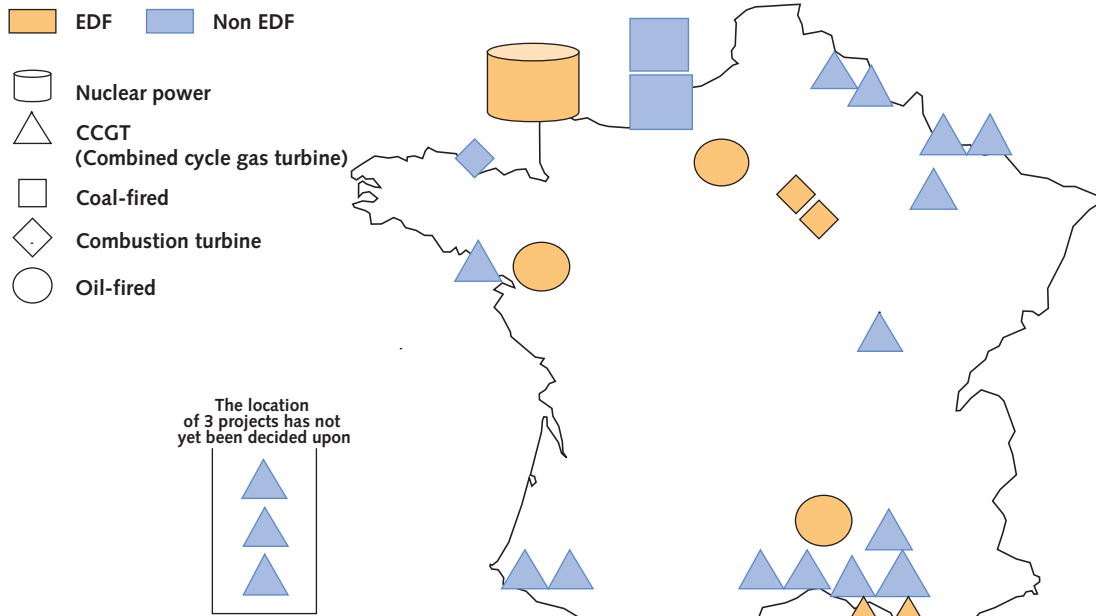 EDF
Non EDF
Nuclear power
CCGT
(Combined cycle gas turbine)
Coal-fired
Combustion turbine
Oil-fired
The location
of 3 projects has not
yet been decided upon